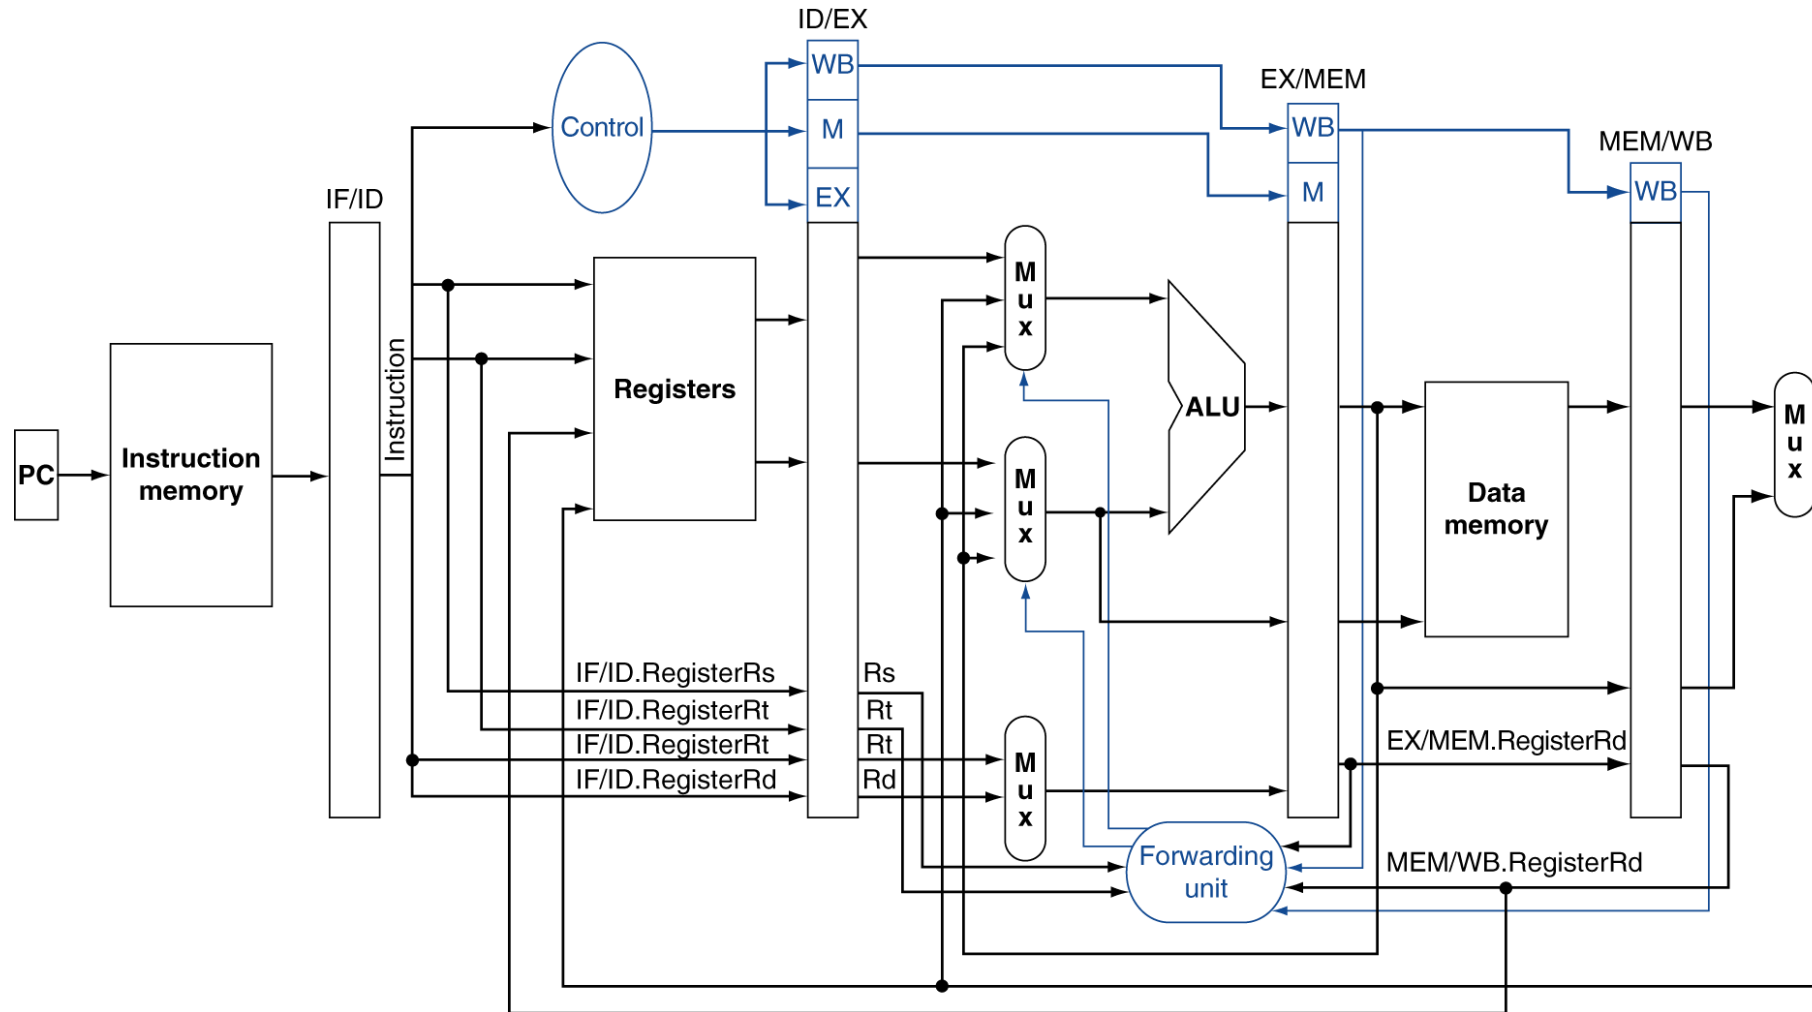 ID/EX
WB
EX/MEM
Control
M
WB
MEM/WB
IF/ID
EX
M
WB
M
u
x
Instruction
Registers
ALU
M
u
x
PC
Instruction
memory
M
u
x
Data
memory
IF/ID.RegisterRs
Rs
IF/ID.RegisterRt
Rt
IF/ID.RegisterRt
Rt
IF/ID.RegisterRd
Rd
M
u
x
EX/MEM.RegisterRd
Forwarding
unit
MEM/WB.RegisterRd